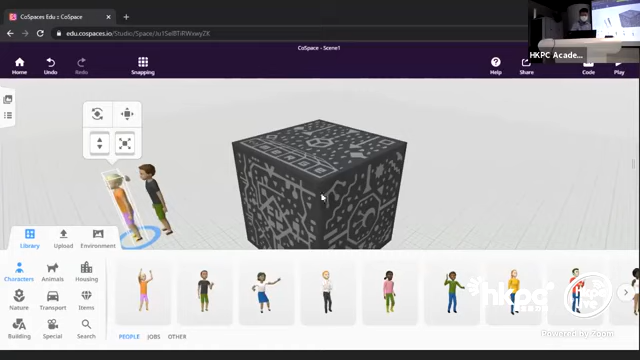 CoSpaces Edu :: CoSpace
edu.cospaces.io/Studio/Space/
HKPC Acade...
CoSpace - Scene1
Home
Undo
Redo
Snapping
Help
Share
Code
Play
Library
Upload
Environment
Characters
Animals
Housing
Nature
Transport
Items
Building
Special
Search
PEOPLE
JOBS
OTHER
hkpc
Powered by Zoom